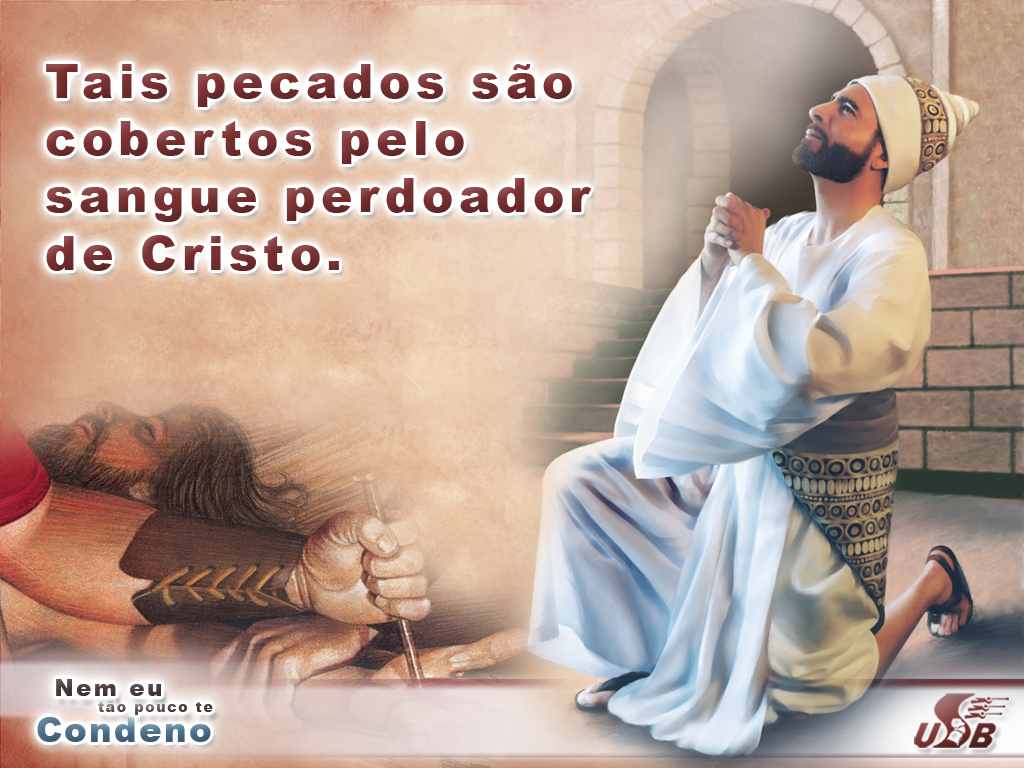 Tais pecados são
cobertos pelo
sangue perdoador
de Cristo.
Nem eu
tão pouco te
Condeno
USB